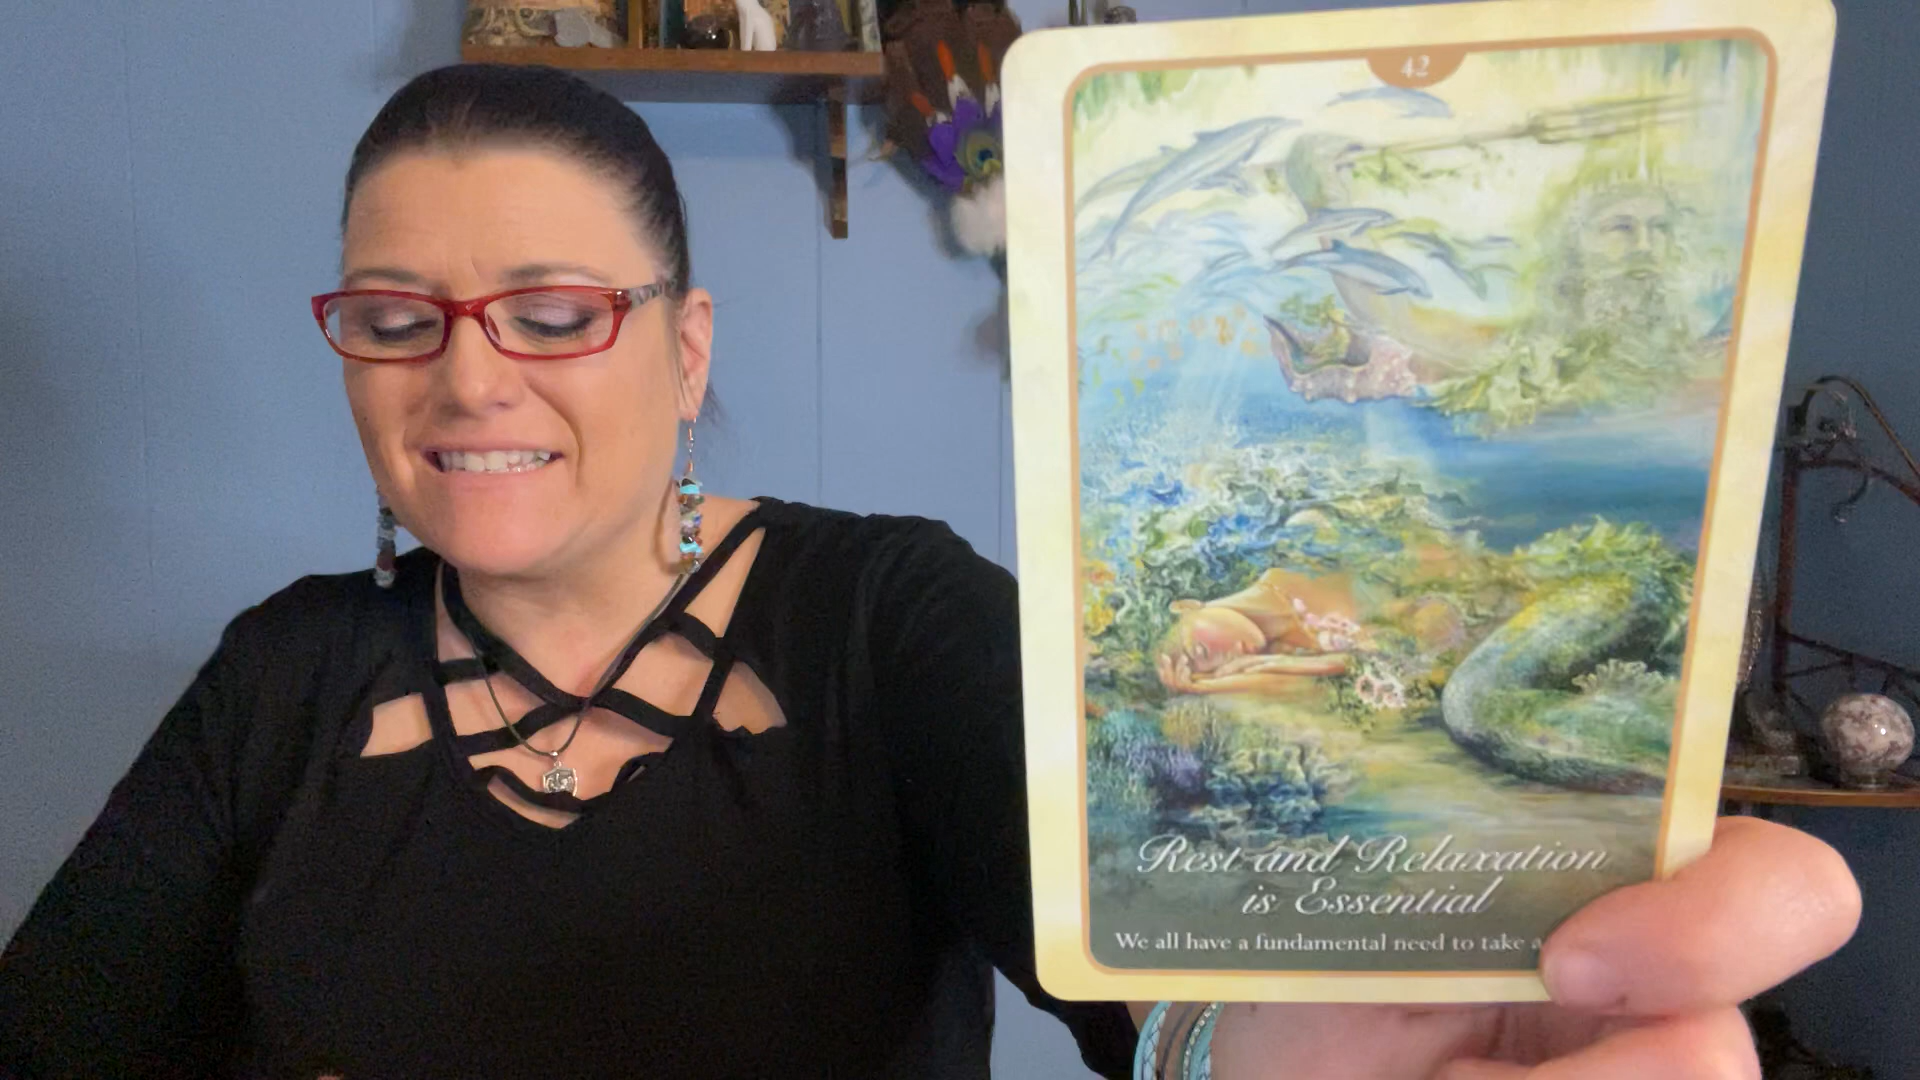 42
Rest and Relaxation
is Essential
We all have a fundamental need to take a